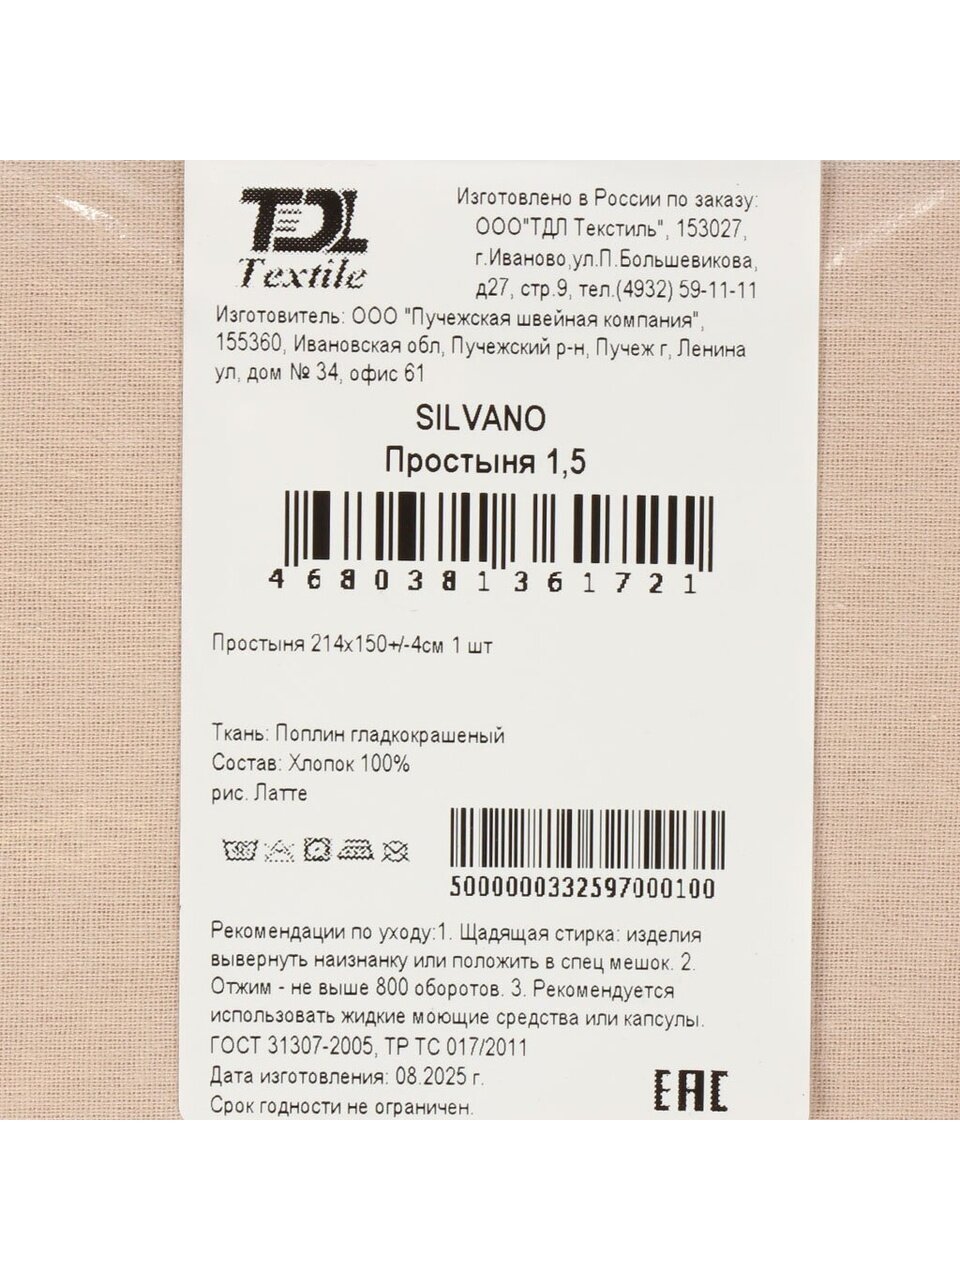 TDL
Textile
Изготовлено в России по заказу:
ООО"ТДЛ Текстиль", 153027,
г.Иваново,ул.П.Большевикова,
д27, стр.9, тел.(4932) 59-11-11
Изготовитель: ООО "Пучежская швейная компания",
155360, Ивановская обл, Пучежский р-н, Пучеж г, Ленина
ул, дом № 34, офис 61
SILVANO
Простыня 1,5
4680381361721
Простыня 214х150+/-4см 1 шт
Ткань: Поплин гладкокрашеный
Состав: Хлопок 100%
рис. Латте
5000000332597000100
Рекомендации по уходу:1. Щадящая стирка: изделия
вывернуть наизнанку или положить в спец мешок. 2.
Отжим - не выше 800 оборотов. 3. Рекомендуется
использовать жидкие моющие средства или капсулы.
ГОСТ 31307-2005, ТР ТС 017/2011
Дата изготовления: 08.2025 г.
Срок годности не ограничен.
EAC